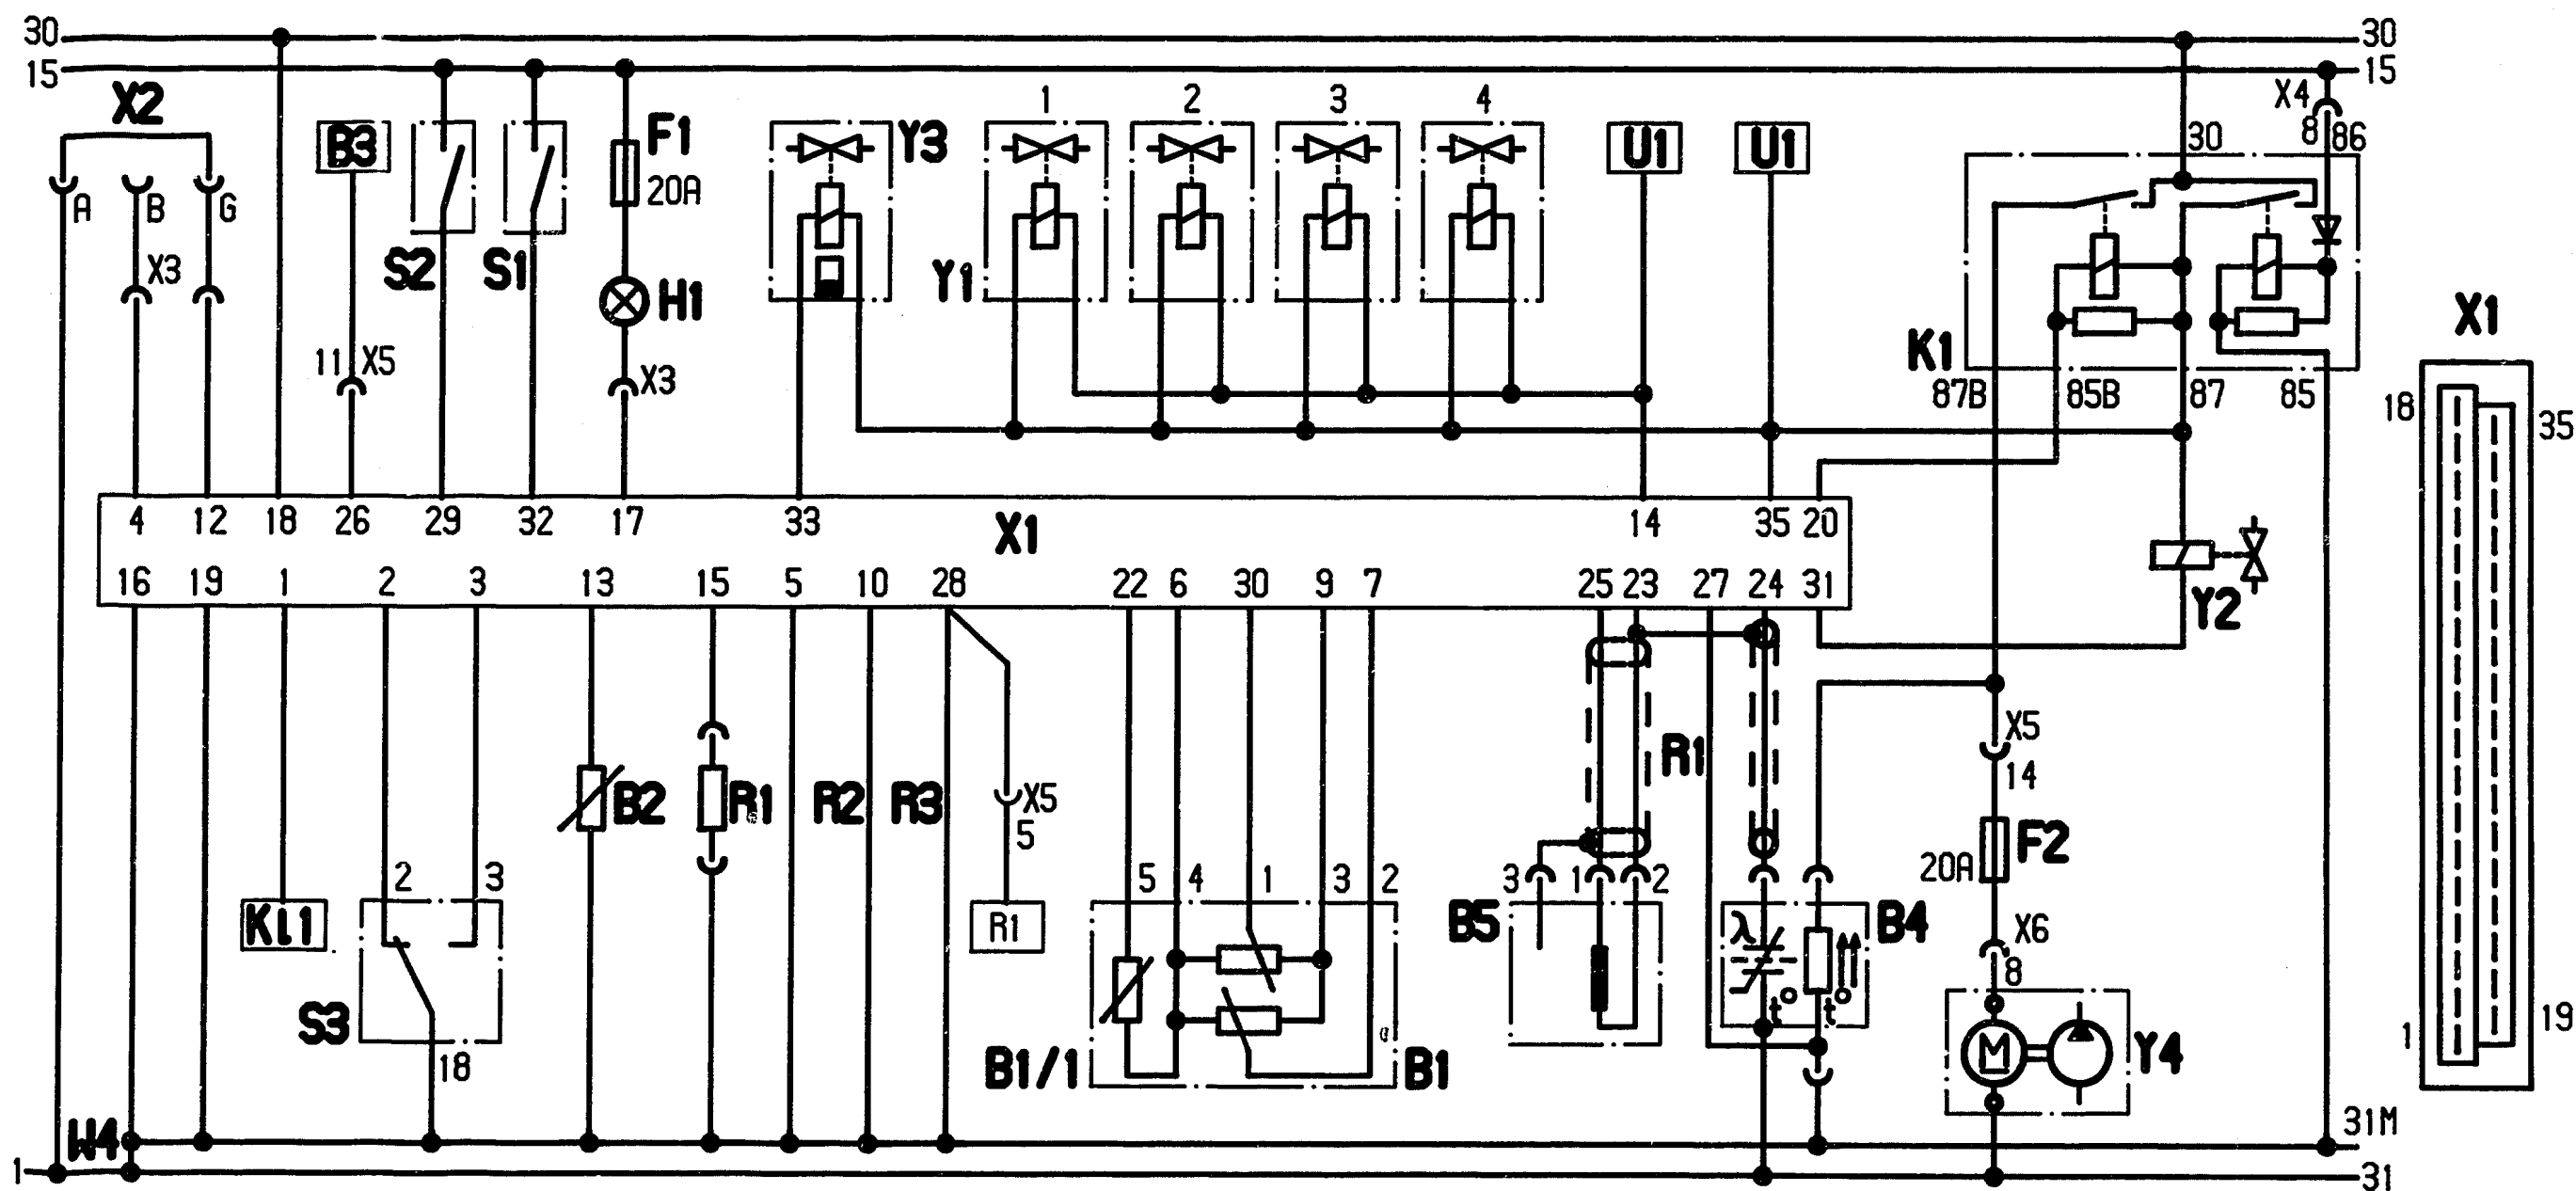 30 30
15 15
X2 1 2 3 4 X4
B3 F1 Y3 U1 U1 8 86
30
A B G 20A
X3 S2 S1 H1 Y1 X1
11 X5 X3 K1
87B 85B 87 85 18 35
4 12 18 26 29 32 17 33 X1 14 35 20
16 19 1 2 3 13 15 5 10 28 22 6 30 9 7 25 23 27 24 31
Y2
X5
R1
14
B2 R1 R2 R3 X5
5 F2
20A
2 3 5 4 1 3 2 3 1 2
KL1 R1 B5 λ B4 X6
8
S3 t° t° 1 19
18 B1/1 B1 M Y4
W4 31M
1 31